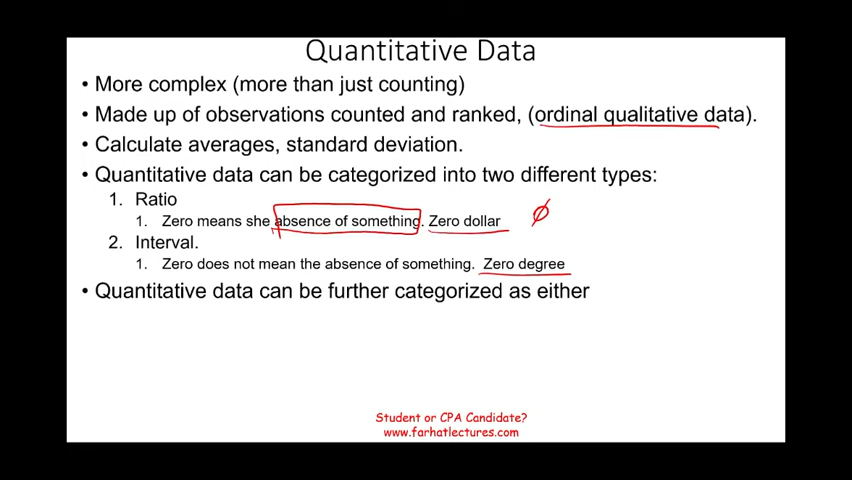 Quantitative Data
• More complex (more than just counting)
• Made up of observations counted and ranked, (ordinal qualitative data).
• Calculate averages, standard deviation.
• Quantitative data can be categorized into two different types:
1. Ratio
1. Zero means she absence of something. Zero dollar
2. Interval.
1. Zero does not mean the absence of something. Zero degree
• Quantitative data can be further categorized as either
Student or CPA Candidate?
www.farhatlectures.com